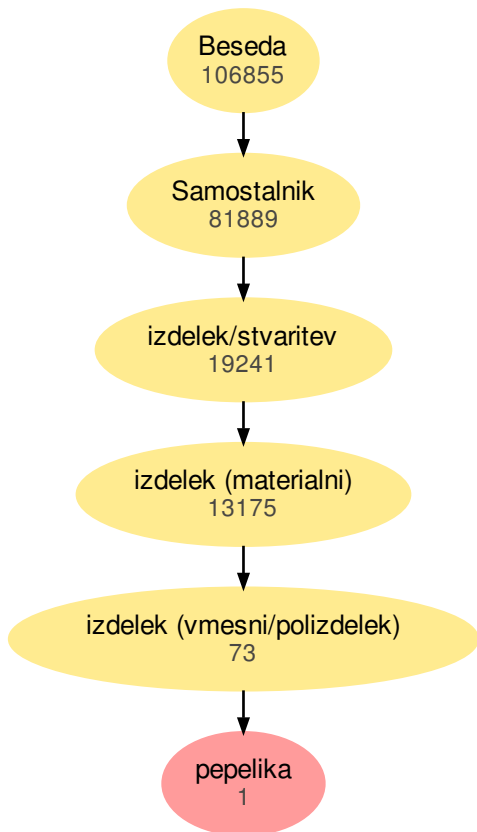 Beseda
106855
Samostalnik
81889
izdelek/stvaritev
19241
izdelek (materialni)
13175
izdelek (vmesni/polizdelek)
73
pepelika
1